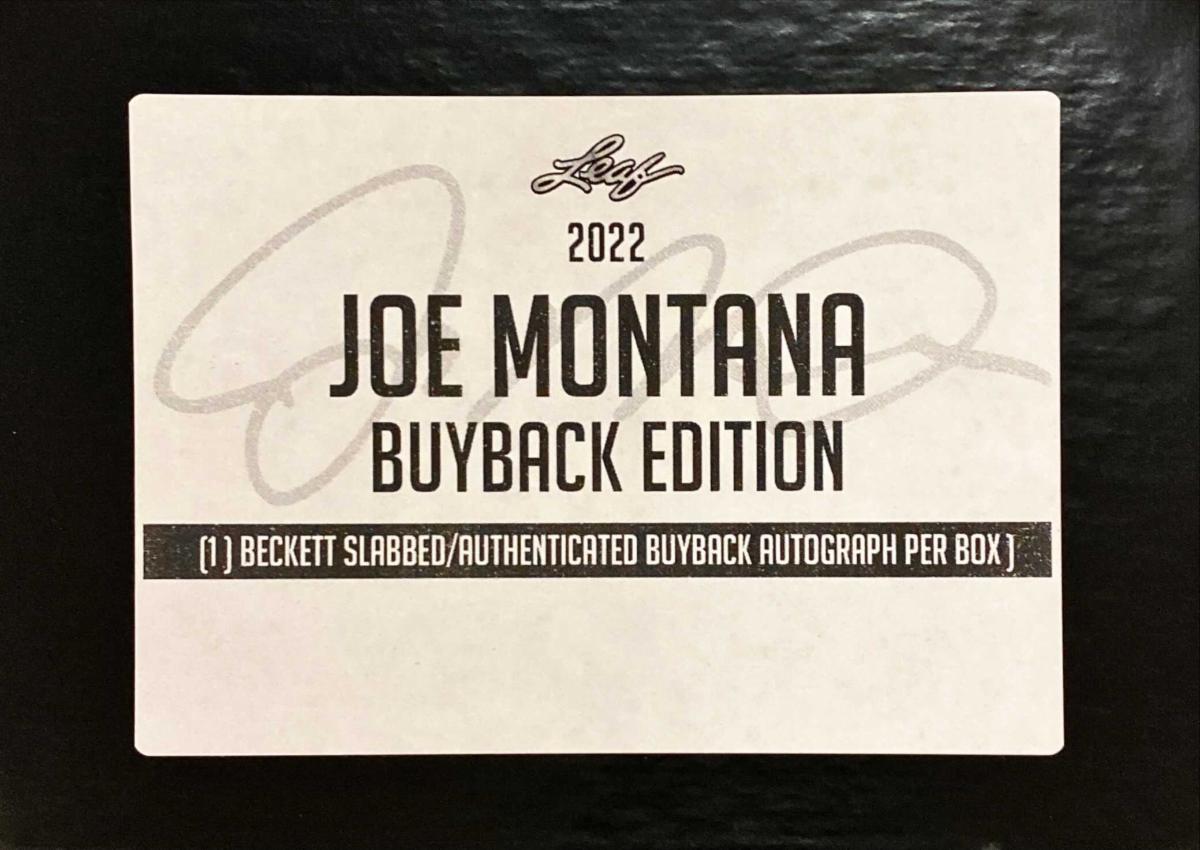 Leaf
2022
JOE MONTANA
BUYBACK EDITION
(1) BECKETT SLABBED/AUTHENTICATED BUYBACK AUTOGRAPH PER BOX)